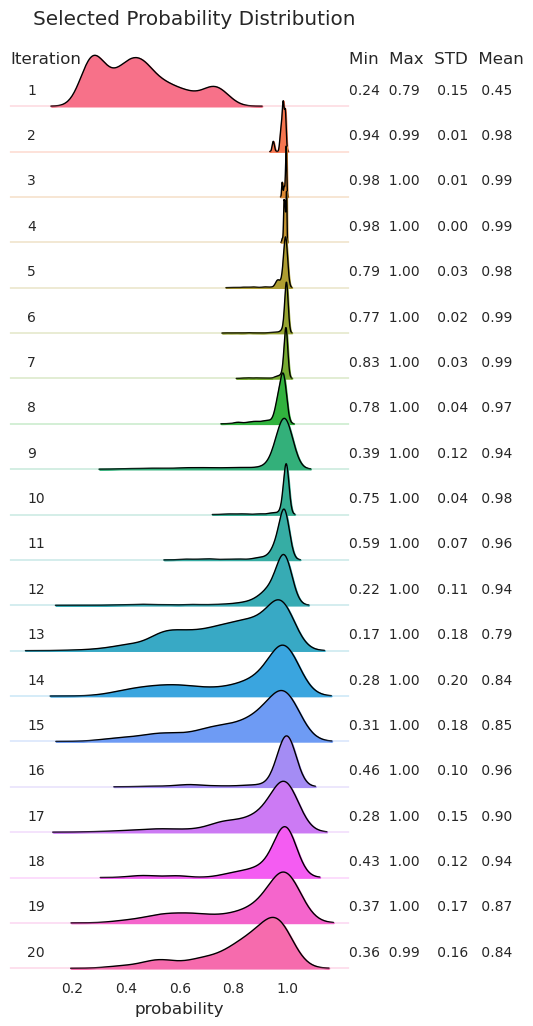 Selected Probability Distribution
Iteration Min Max STD Mean
1 0.24 0.79 0.15 0.45
2 0.94 0.99 0.01 0.98
3 0.98 1.00 0.01 0.99
4 0.98 1.00 0.00 0.99
5 0.79 1.00 0.03 0.98
6 0.77 1.00 0.02 0.99
7 0.83 1.00 0.03 0.99
8 0.78 1.00 0.04 0.97
9 0.39 1.00 0.12 0.94
10 0.75 1.00 0.04 0.98
11 0.59 1.00 0.07 0.96
12 0.22 1.00 0.11 0.94
13 0.17 1.00 0.18 0.79
14 0.28 1.00 0.20 0.84
15 0.31 1.00 0.18 0.85
16 0.46 1.00 0.10 0.96
17 0.28 1.00 0.15 0.90
18 0.43 1.00 0.12 0.94
19 0.37 1.00 0.17 0.87
20 0.36 0.99 0.16 0.84
0.2 0.4 0.6 0.8 1.0
probability